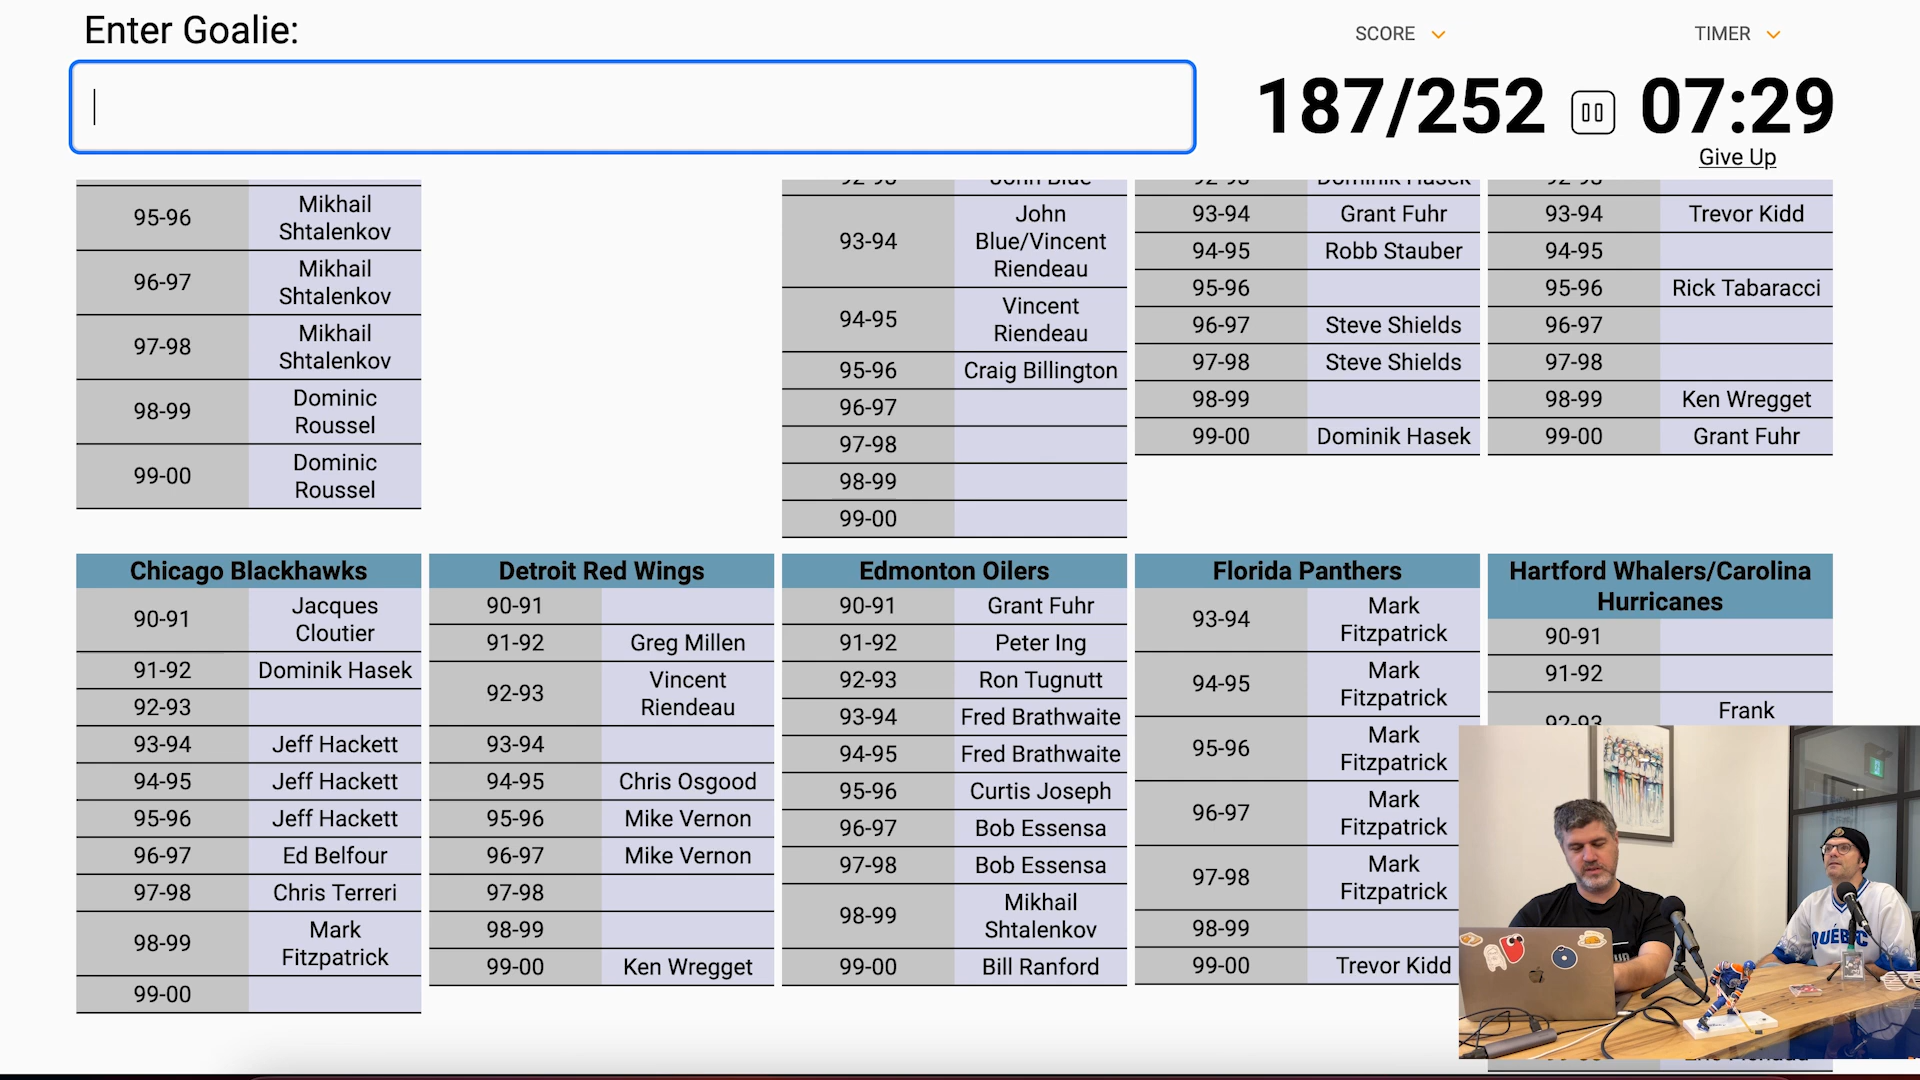 Enter Goalie:
SCORE
TIMER
187/252
07:29
Give Up
95-96 Mikhail Shtalenkov
96-97 Mikhail Shtalenkov
97-98 Mikhail Shtalenkov
98-99 Dominic Roussel
99-00 Dominic Roussel
92-93 John Blue
93-94 John Blue/Vincent Riendeau
94-95 Vincent Riendeau
95-96 Craig Billington
96-97
97-98
98-99
99-00
92-93 Dominik Hasek
93-94 Grant Fuhr
94-95 Robb Stauber
95-96
96-97 Steve Shields
97-98 Steve Shields
98-99
99-00 Dominik Hasek
92-93
93-94 Trevor Kidd
94-95
95-96 Rick Tabaracci
96-97
97-98
98-99 Ken Wregget
99-00 Grant Fuhr
Chicago Blackhawks
90-91 Jacques Cloutier
91-92 Dominik Hasek
92-93
93-94 Jeff Hackett
94-95 Jeff Hackett
95-96 Jeff Hackett
96-97 Ed Belfour
97-98 Chris Terreri
98-99 Mark Fitzpatrick
99-00
Detroit Red Wings
90-91
91-92 Greg Millen
92-93 Vincent Riendeau
93-94
94-95 Chris Osgood
95-96 Mike Vernon
96-97 Mike Vernon
97-98
98-99
99-00 Ken Wregget
Edmonton Oilers
90-91 Grant Fuhr
91-92 Peter Ing
92-93 Ron Tugnutt
93-94 Fred Brathwaite
94-95 Fred Brathwaite
95-96 Curtis Joseph
96-97 Bob Essensa
97-98 Bob Essensa
98-99 Mikhail Shtalenkov
99-00 Bill Ranford
Florida Panthers
93-94 Mark Fitzpatrick
94-95 Mark Fitzpatrick
95-96 Mark Fitzpatrick
96-97 Mark Fitzpatrick
97-98 Mark Fitzpatrick
98-99
99-00 Trevor Kidd
Hartford Whalers/Carolina
Hurricanes
90-91
91-92
92-93 Frank
QUÉBEC